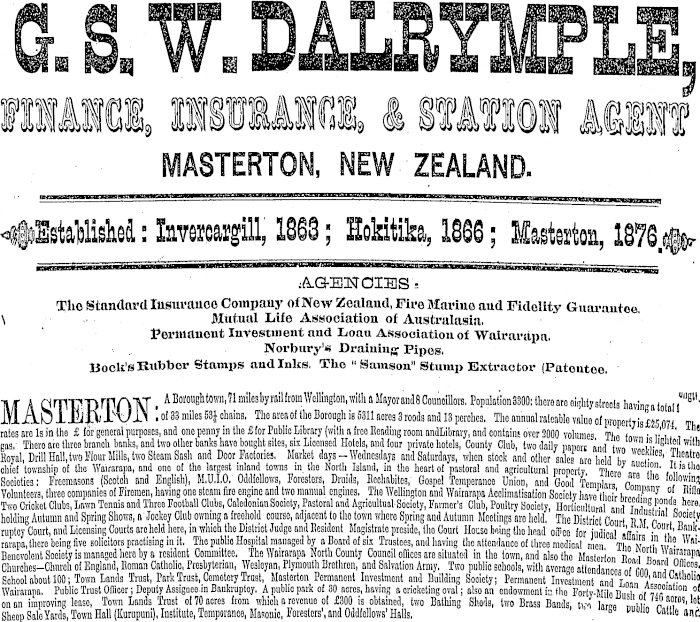 G. S. W. DALRYMPLE,
FINANCE, INSURANCE, & STATION AGENT
MASTERTON, NEW ZEALAND.
Established : Invercargill, 1863 ; Hokitika, 1866 ; Masterton, 1876.
:AGENCIES :
The Standard Insurance Company of New Zealand, Fire Marine and Fidelity Guarantee.
Mutual Life Association of Australasia.
Permanent Investment and Loan Association of Wairarapa.
Norbury's Draining Pipes.
Bock's Rubber Stamps and Inks. The "Samson" Stump Extractor (Patentee.
MASTERTON: A Borough town, 71 miles by rail from Wellington, with a Mayor and 8 Councillors. Population 3300: there are eighty streets having a total
of 33 miles 53¼ chains. The area of the Borough is 5311 acres 3 roods and 13 perches. The annual rateable value of property is £25,074. The
rates are 1s in the £ for general purposes, and one penny in the £ for Public Library (with a free Reading room and Library, and contains over 2000 volumes. The town is lighted with
gas. There are three branch banks, and two other banks have bought sites, six Licensed Hotels, and four private hotels, County Club, two daily papers and two weeklies, Theatre
Royal, Drill Hall, two Flour Mills, two Steam Sash and Door Factories. Market days — Wednesdays and Saturdays, when stock and other sales are held by auction. It is the
chief township of the Wairarapa, and one of the largest inland towns in the North Island, in the heart of pastoral and agricultural property. There are the following
Societies : Freemasons (Scotch and English), M.U.I.O. Oddfellows, Foresters, Druids, Rechabites, Gospel Temperance Union, and Good Templars, Company of Rifle
Volunteers, three companies of Firemen, having one steam fire engine and two manual engines. The Wellington and Wairarapa Acclimatisation Society have their breeding ponds here,
Two Cricket Clubs, Lawn Tennis and Three Football Clubs, Caledonian Society, Pastoral and Agricultural Society, Farmer's Club, Poultry Society, Horticultural and Industrial Society
holding Autumn and Spring Shows, a Jockey Club owning a freehold course, adjacent to the town where Spring and Autumn Meetings are held. The District Court, R.M. Court, Bank-
ruptcy Court, and Licensing Courts are held here, in which the District Judge and Resident Magistrate preside, the Court House being the head office for judical affairs in the Wai-
rarapa, there being five solicitors practising in it. The public Hospital managed by a Board of six Trustees, and having the attendance of three medical men. The North Wairarapa
Benevolent Society is managed here by a resident Committee. The Wairarapa North County Council offices are situated in the town, and also the Masterton Road Board Offices,
Churches—Church of England, Roman Catholic, Presbyterian, Wesleyan, Plymouth Brethren, and Salvation Army. Two public schools, with average attendances of 600, and Catholic
School about 100 ; Town Lands Trust, Park Trust, Cemetery Trust, Masterton Permanent Investment and Building Society ; Permanent Investment and Loan Association of
Wairarapa. Public Trust Officer ; Deputy Assignee in Bankruptcy. A public park of 30 acres, having a cricketing oval ; also an endowment in the Forty-Mile Bush of 746 acres, let
on an improving lease, Town Lands Trust of 70 acres from which a revenue of £300 is obtained, two Bathing Sheds, two Brass Bands, two large public Cattle and
Sheep Sale Yards, Town Hall (Kurupuni), Institute, Temperance, Masonic, Foresters', and Oddfellows' Halls.